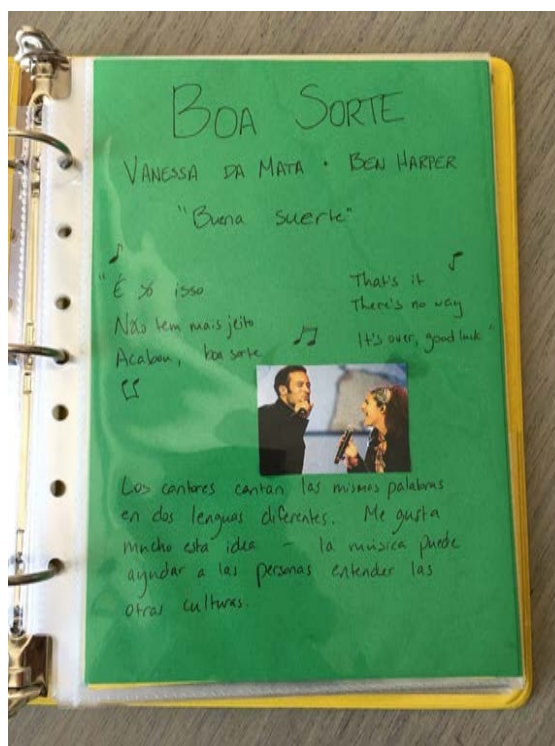 BOA SORTE
VANESSA DA MATA • BEN HARPER
"Buena suerte"
"É só isso
Não tem mais jeito
Acabou, boa sorte
That's it
There's no way
It's over, good luck"
Los cantores cantan las mismas palabras
en dos lenguas diferentes. Me gusta
mucho esta idea – la música puede
ayudar a las personas entender las
otras culturas.